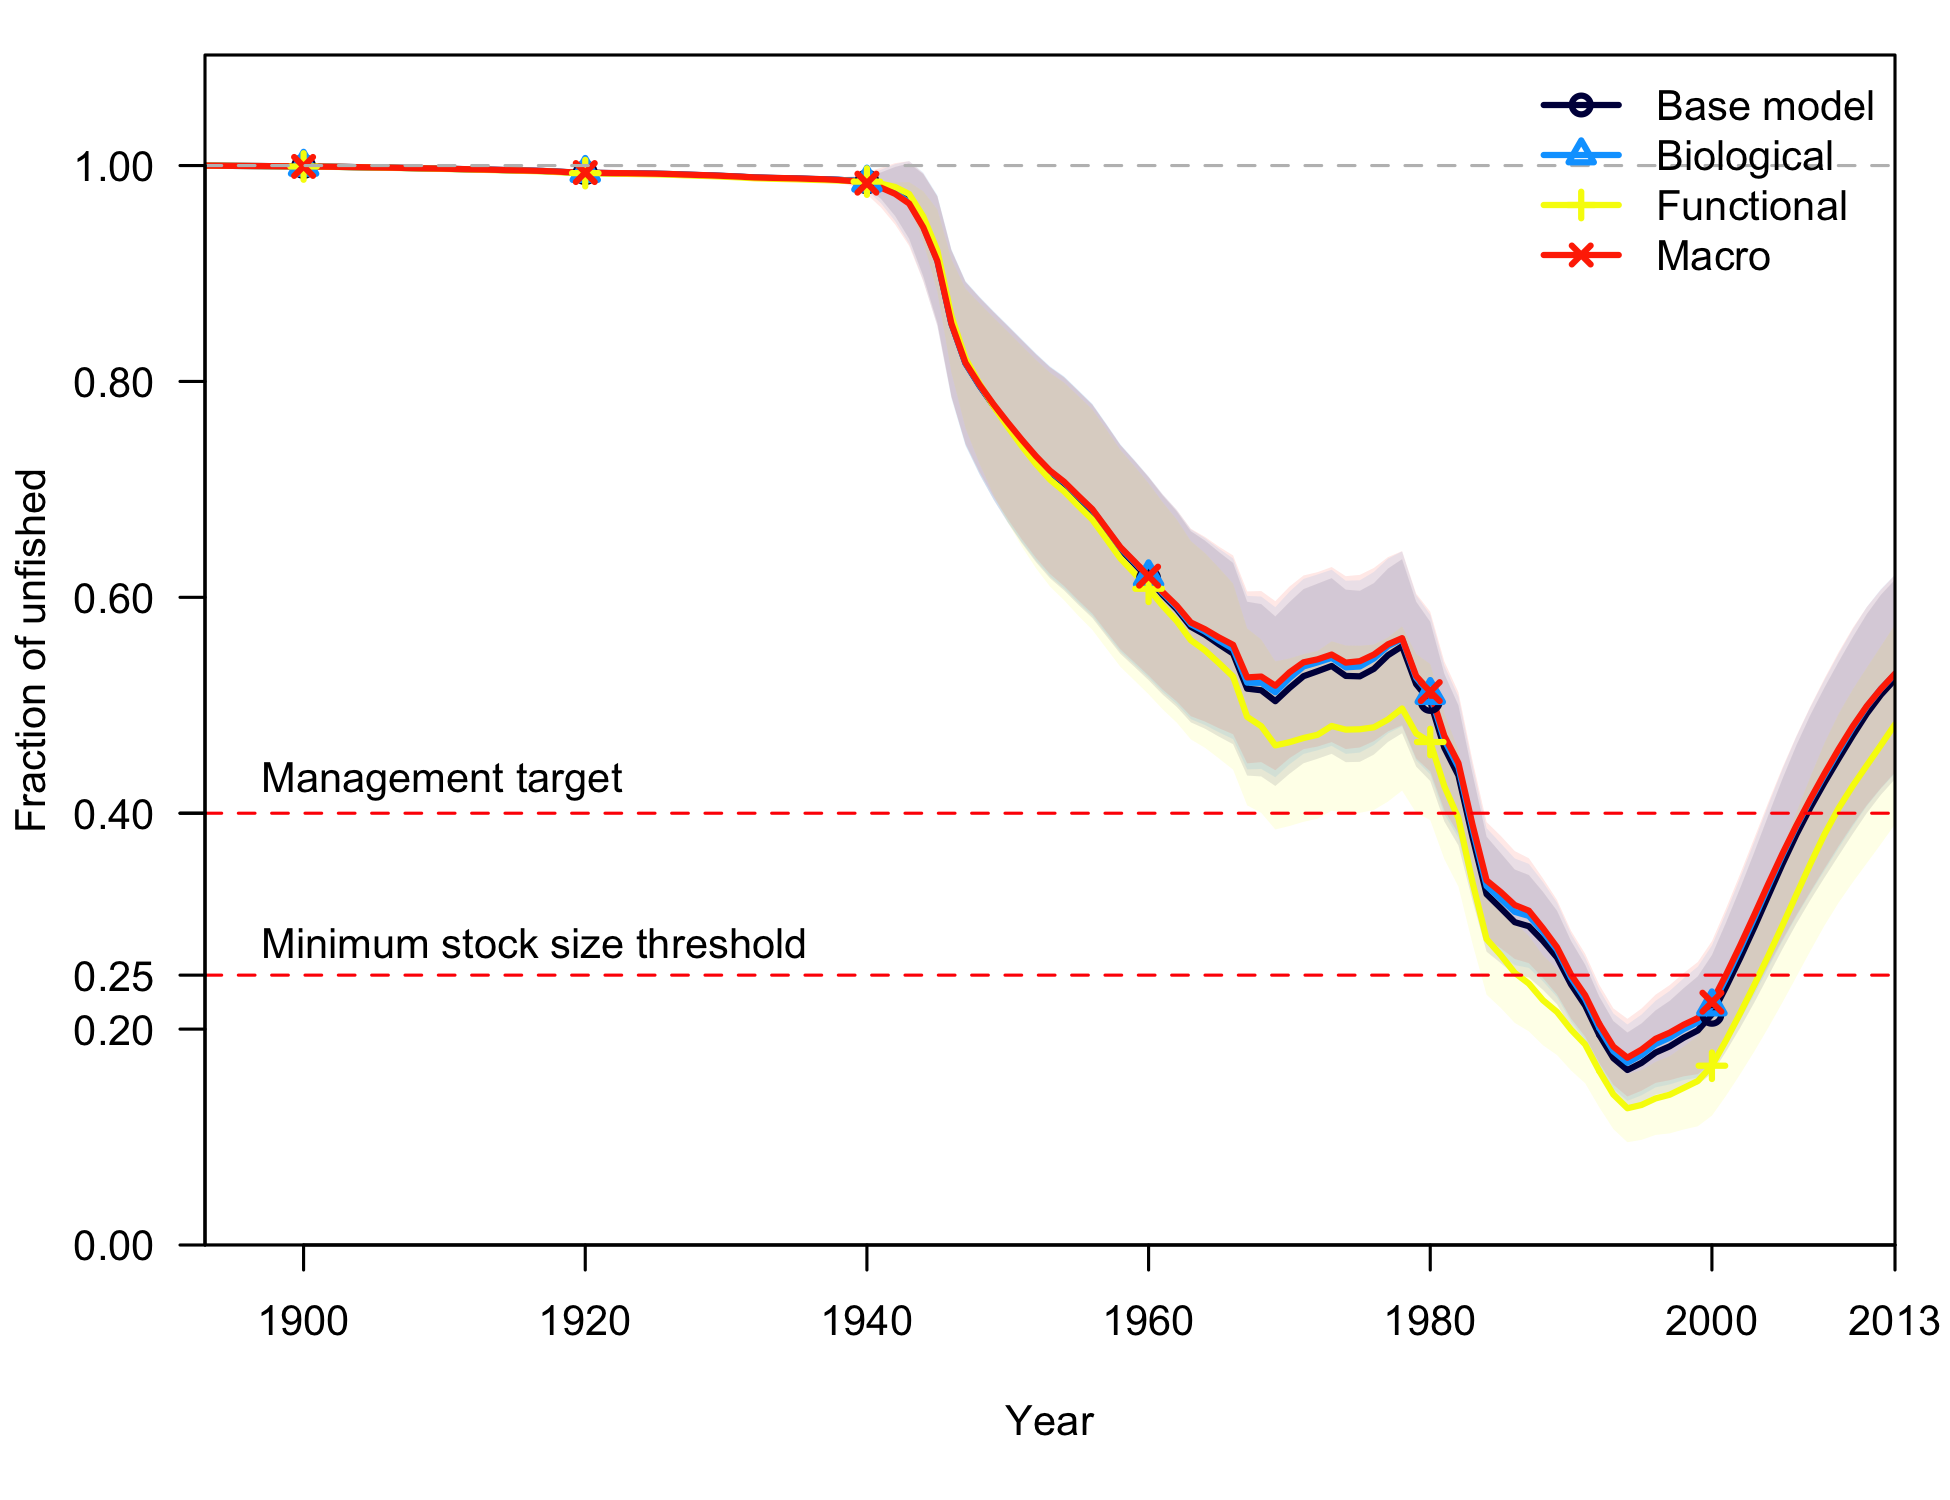 Base model
Biological
Functional
Macro
1.00
0.80
0.60
0.40
0.25
0.20
0.00
Fraction of unfished
Management target
Minimum stock size threshold
1900
1920
1940
1960
1980
2000
2013
Year